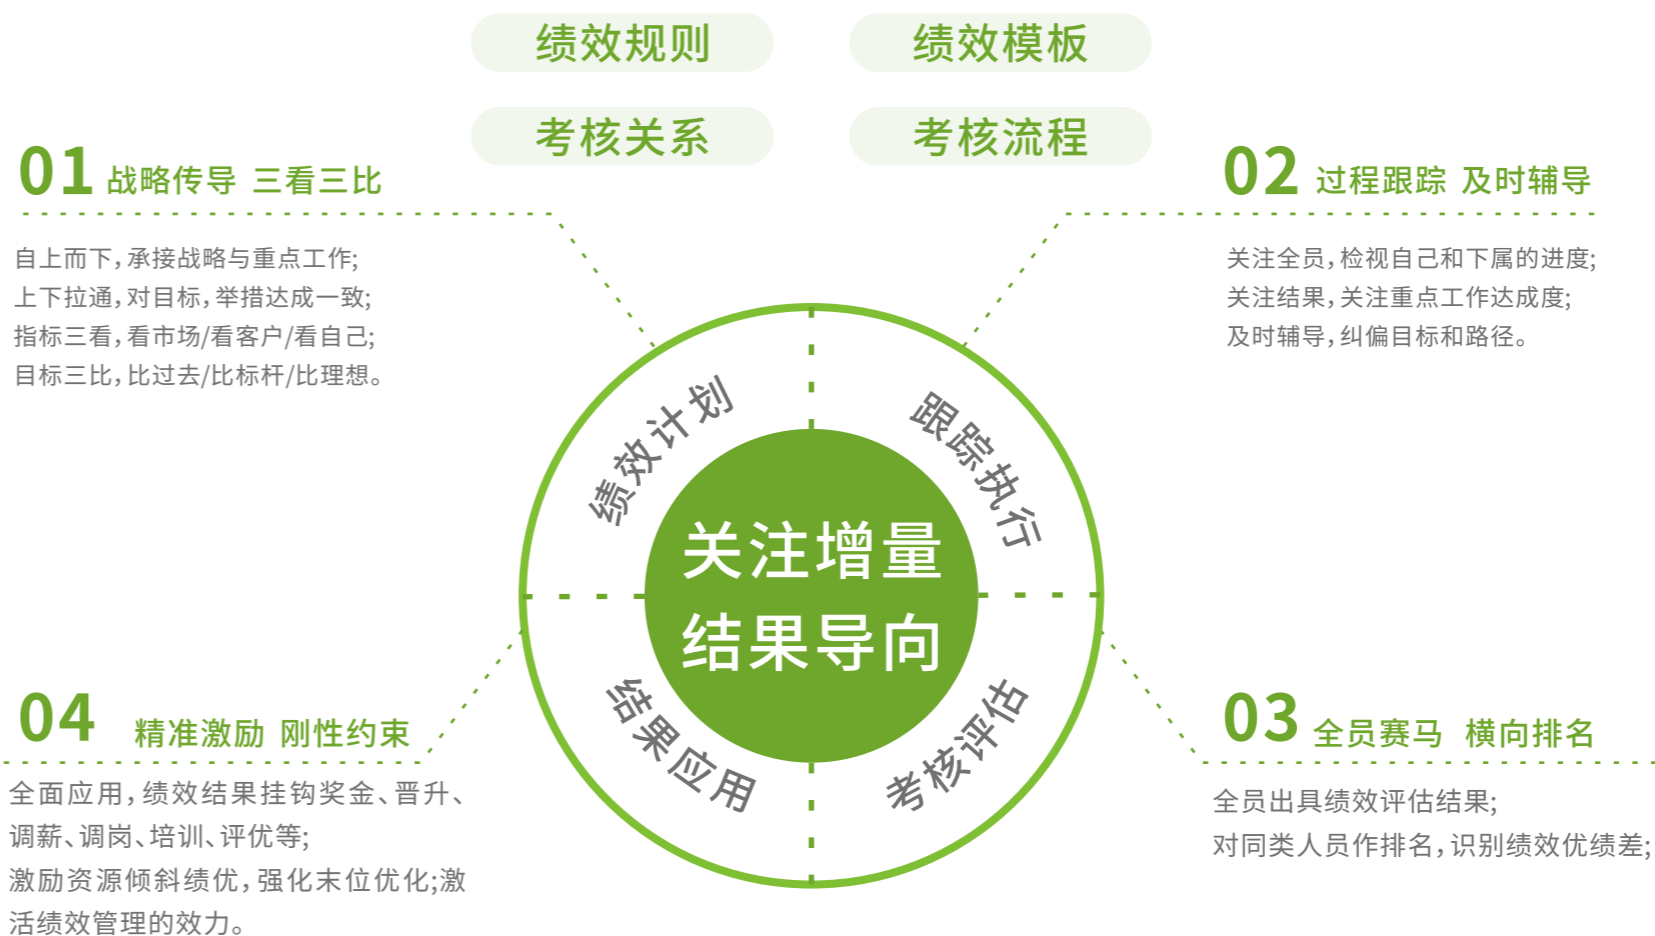 绩效规则
绩效模板
考核关系
考核流程
01 战略传导 三看三比
自上而下,承接战略与重点工作;
上下拉通,对目标,举措达成一致;
指标三看,看市场/看客户/看自己;
目标三比,比过去/比标杆/比理想。
02 过程跟踪 及时辅导
关注全员,检视自己和下属的进度;
关注结果,关注重点工作达成度;
及时辅导,纠偏目标和路径。
绩效计划
跟踪执行
关注增量
结果导向
结果应用
考核评估
04 精准激励 刚性约束
全面应用,绩效结果挂钩奖金、晋升、
调薪、调岗、培训、评优等;
激励资源倾斜绩优,强化末位优化;激
活绩效管理的效力。
03 全员赛马 横向排名
全员出具绩效评估结果;
对同类人员作排名,识别绩效优绩差;